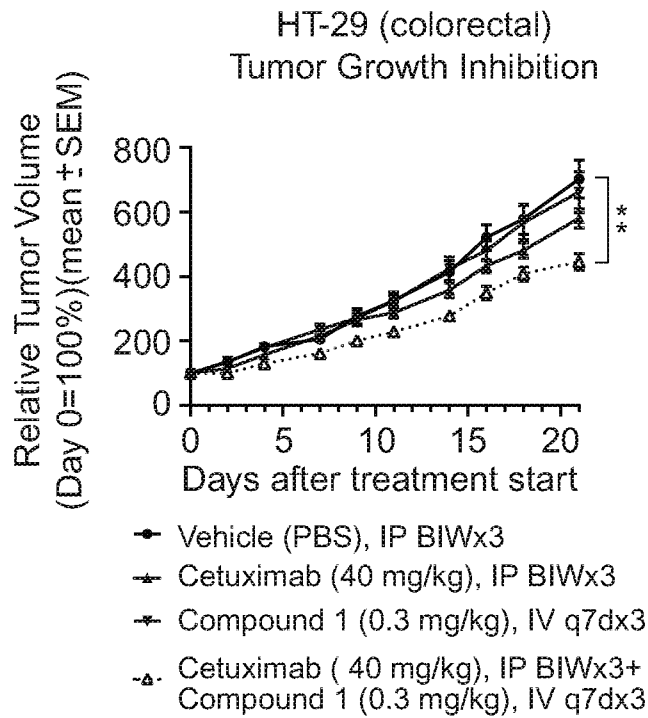 HT-29 (colorectal)
Tumor Growth Inhibition
Relative Tumor Volume
(Day 0=100%)(mean ± SEM)
800
600
400
200
0
**
0 5 10 15 20
Days after treatment start
Vehicle (PBS), IP BIWx3
Cetuximab (40 mg/kg), IP BIWx3
Compound 1 (0.3 mg/kg), IV q7dx3
Cetuximab ( 40 mg/kg), IP BIWx3+
Compound 1 (0.3 mg/kg), IV q7dx3